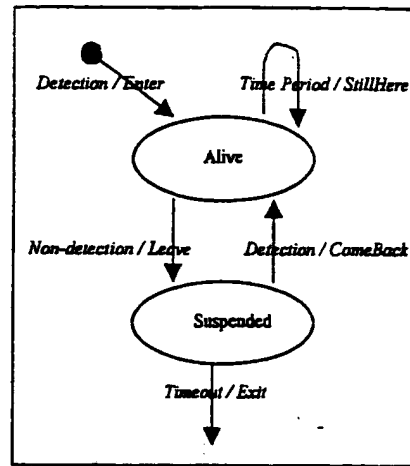 Detection / Enter
Time Period / StillHere
Alive
Non-detection / Leave
Detection / ComeBack
Suspended
Timeout / Exit